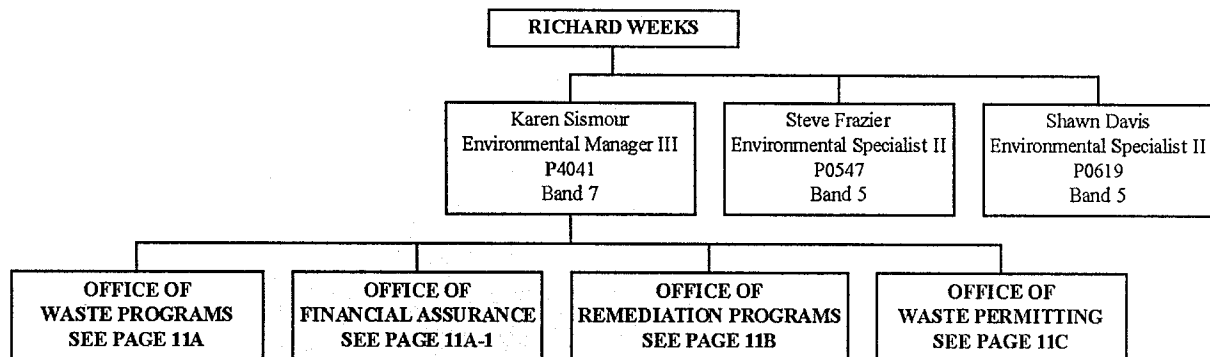 RICHARD WEEKS
Karen Sismour
Environmental Manager III
P4041
Band 7
Steve Frazier
Environmental Specialist II
P0547
Band 5
Shawn Davis
Environmental Specialist II
P0619
Band 5
OFFICE OF
WASTE PROGRAMS
SEE PAGE 11A
OFFICE OF
FINANCIAL ASSURANCE
SEE PAGE 11A-1
OFFICE OF
REMEDIATION PROGRAMS
SEE PAGE 11B
OFFICE OF
WASTE PERMITTING
SEE PAGE 11C